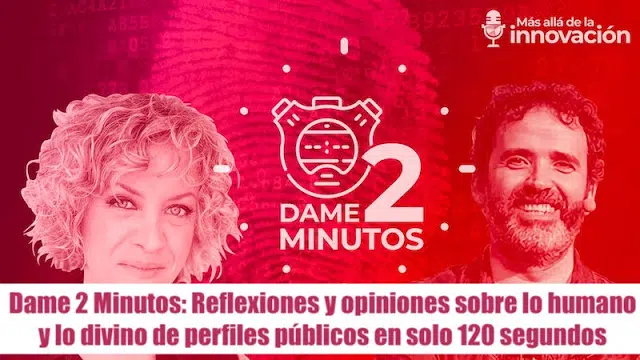 Más allá de la
innovación
DAME 2
MINUTOS
Dame 2 Minutos: Reflexiones y opiniones sobre lo humano
y lo divino de perfiles públicos en solo 120 segundos